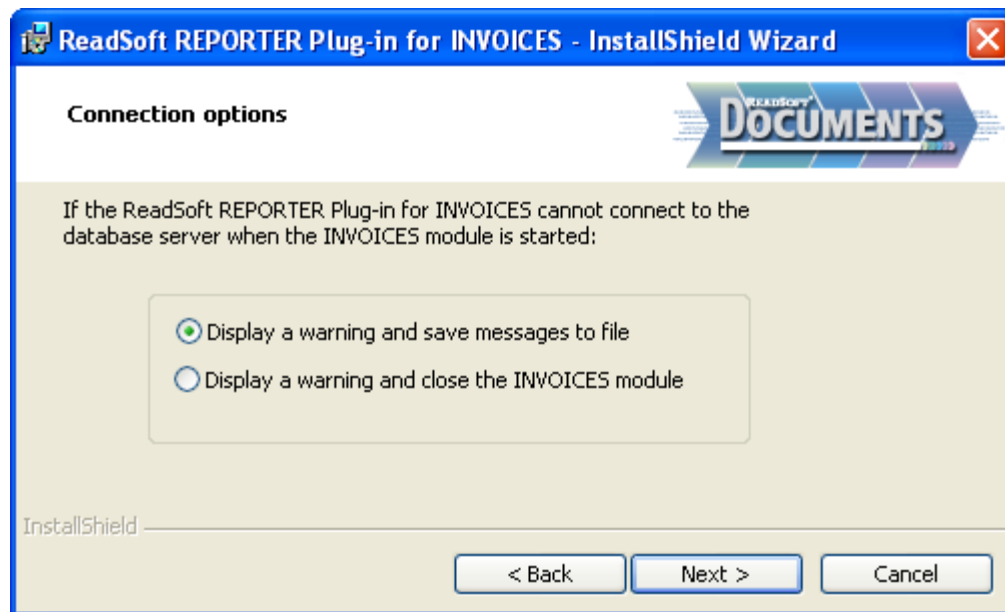 ReadSoft REPORTER Plug-in for INVOICES - InstallShield Wizard
Connection options
READSOFT®
DOCUMENTS
If the ReadSoft REPORTER Plug-in for INVOICES cannot connect to the
database server when the INVOICES module is started:
Display a warning and save messages to file
Display a warning and close the INVOICES module
InstallShield
< Back
Next >
Cancel